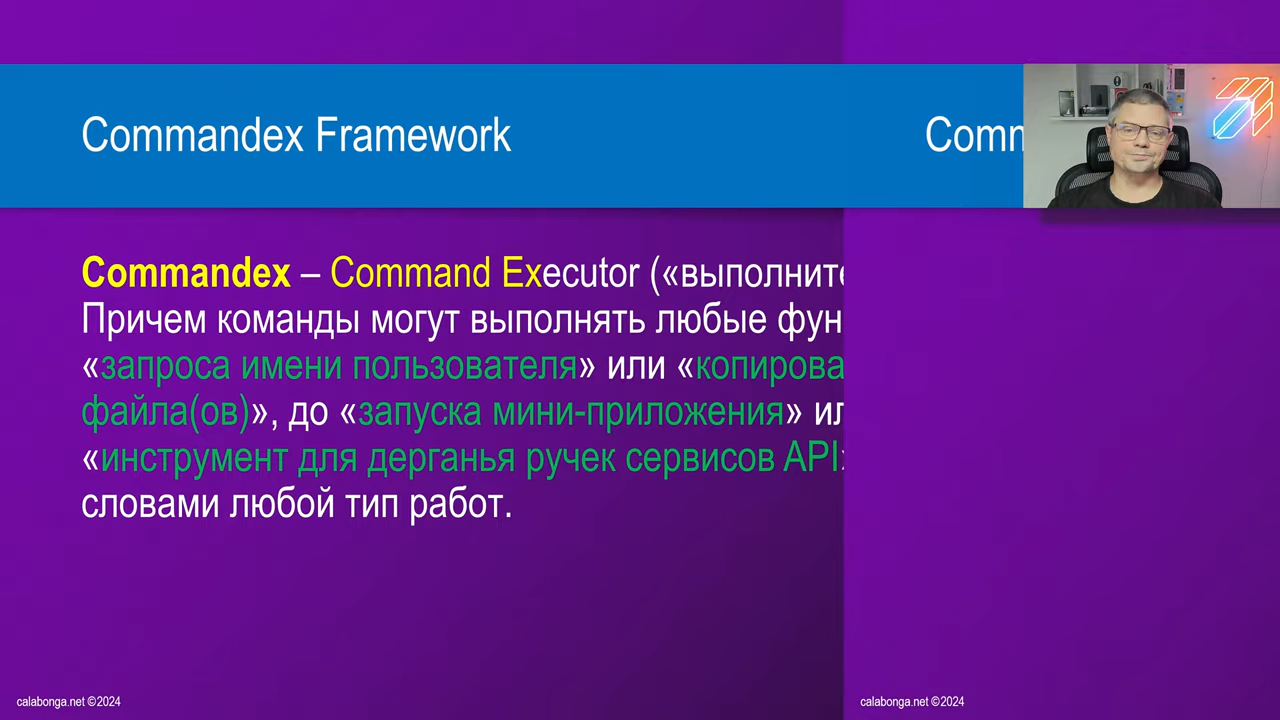 Commandex Framework
Comm
Commandex – Command Executor («выполните
Причем команды могут выполнять любые фун
«запроса имени пользователя» или «копирова
файла(ов)», до «запуска мини-приложения» ил
«инструмент для дерганья ручек сервисов API»
словами любой тип работ.
calabonga.net ©2024
calabonga.net ©2024